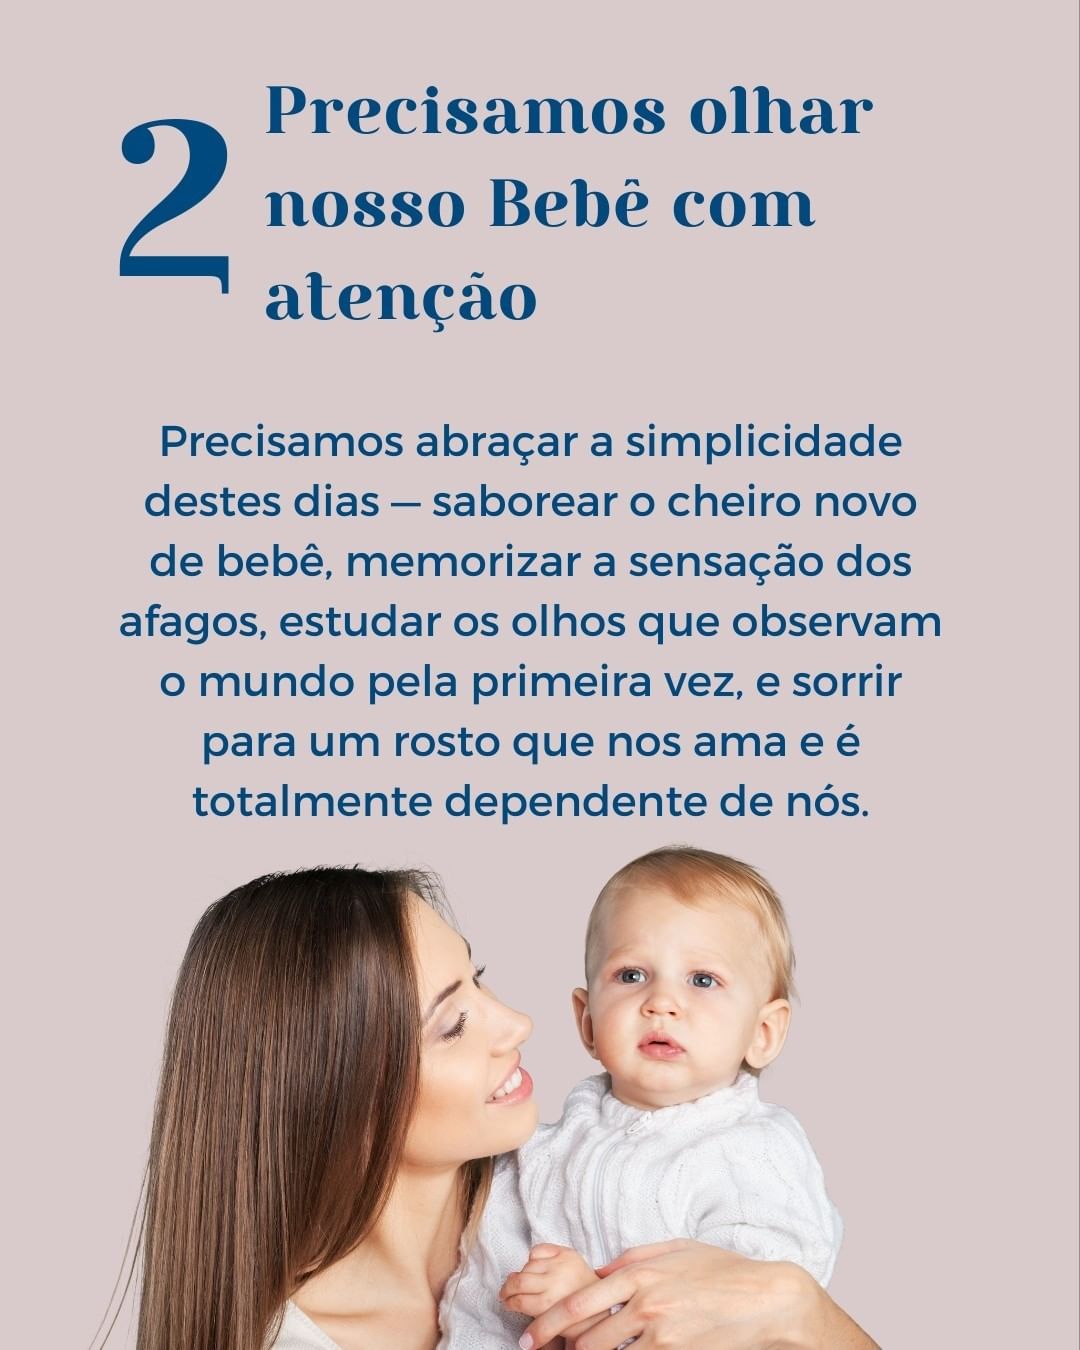 2
Precisamos olhar
nosso Bebê com
atenção
Precisamos abraçar a simplicidade
destes dias — saborear o cheiro novo
de bebê, memorizar a sensação dos
afagos, estudar os olhos que observam
o mundo pela primeira vez, e sorrir
para um rosto que nos ama e é
totalmente dependente de nós.